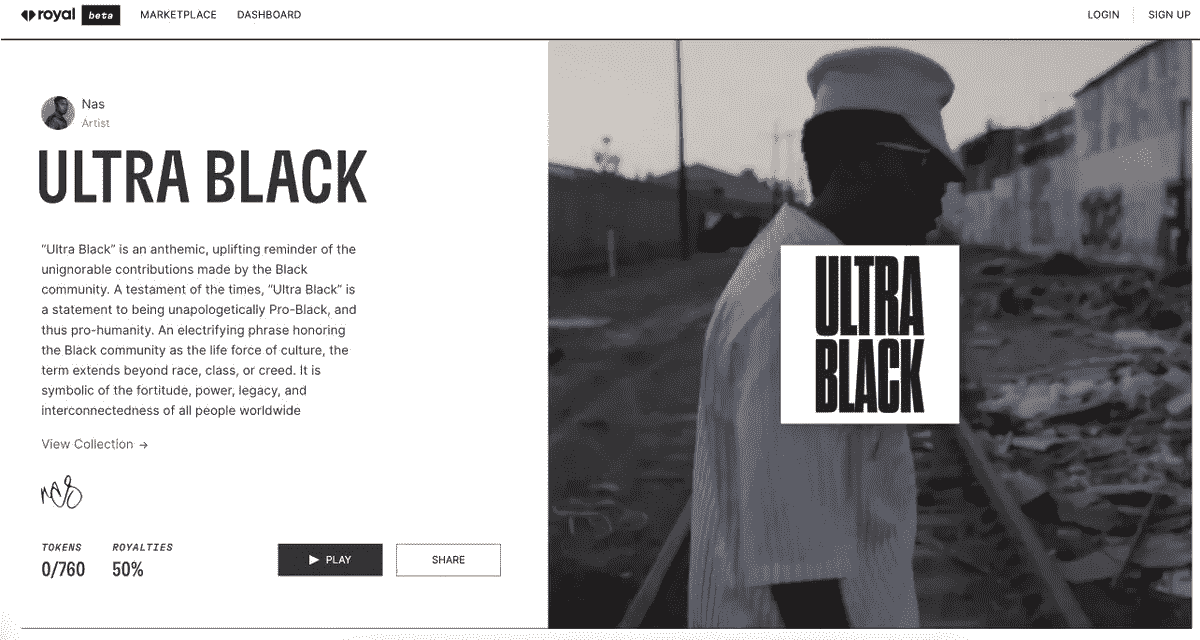 royal beta MARKETPLACE DASHBOARD LOGIN SIGN UP
Nas
Artist
ULTRA BLACK
“Ultra Black” is an anthemic, uplifting reminder of the
unignorable contributions made by the Black
community. A testament of the times, “Ultra Black” is
a statement to being unapologetically Pro-Black, and
thus pro-humanity. An electrifying phrase honoring
the Black community as the life force of culture, the
term extends beyond race, class, or creed. It is
symbolic of the fortitude, power, legacy, and
interconnectedness of all people worldwide
View Collection →
nas
TOKENS ROYALTIES
0/760 50%
PLAY SHARE
ULTRA
BLACK